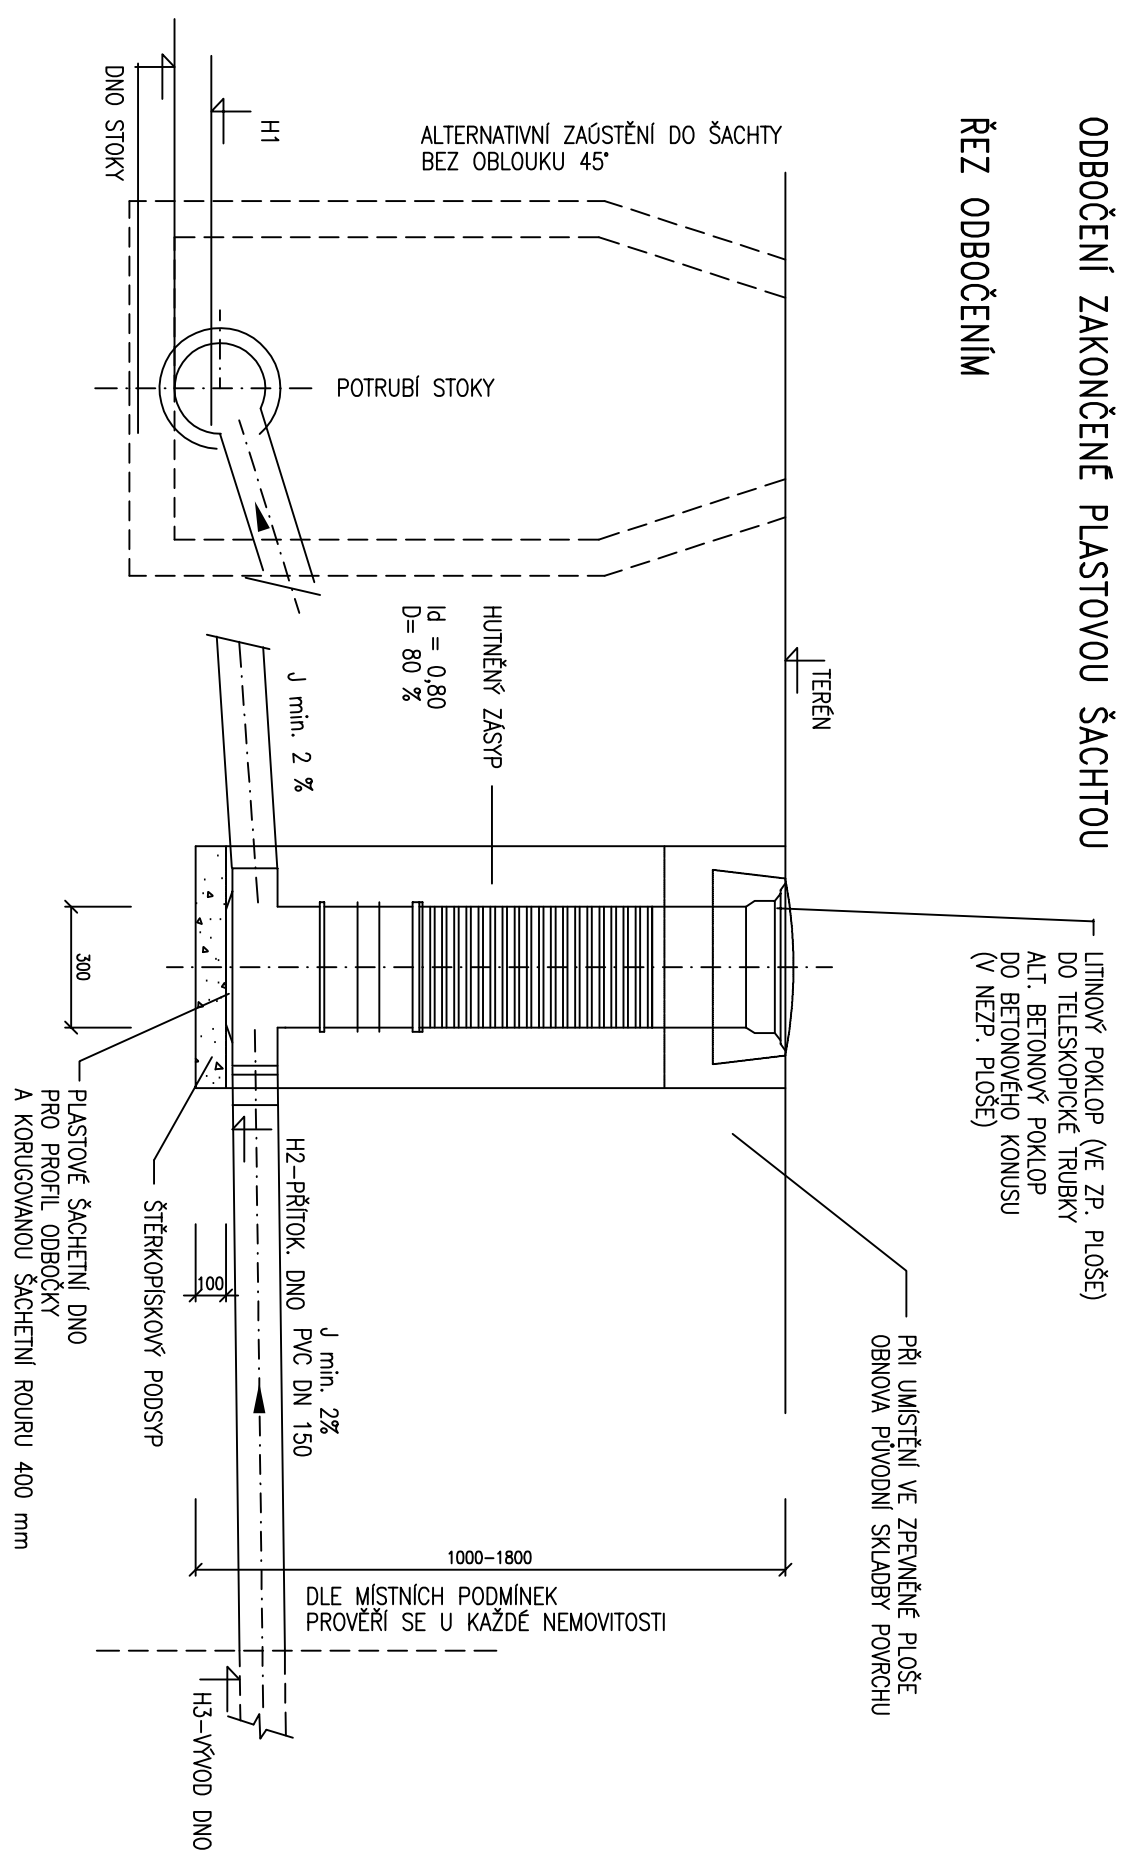 ODBOČENÍ ZAKONČENÉ PLASTOVOU ŠACHTOU
ŘEZ ODBOČENÍM
ALTERNATIVNÍ ZAÚSTĚNÍ DO ŠACHTY
BEZ OBLOUKU 45°
H1
DNO STOKY
POTRUBÍ STOKY
TERÉN
HUTNĚNÝ ZÁSYP
Id = 0,80
D= 80 %
J min. 2 %
LITINOVÝ POKLOP (VE ZP. PLOŠE)
DO TELESKOPICKÉ TRUBKY
ALT. BETONOVÝ POKLOP
DO BETONOVÉHO KONUSU
(V NEZP. PLOŠE)
300
PLASTOVÉ ŠACHETNÍ DNO
PRO PROFIL ODBOČKY
A KORUGOVANOU ŠACHETNÍ ROURU 400 mm
ŠTĚRKOPÍSKOVÝ PODSYP
100
H2-PŘÍTOK. DNO
J min. 2%
PVC DN 150
PŘI UMÍSTĚNÍ VE ZPEVNĚNÉ PLOŠE
OBNOVA PŮVODNÍ SKLADBY POVRCHU
1000-1800
DLE MÍSTNÍCH PODMÍNEK
PROVĚŘÍ SE U KAŽDÉ NEMOVITOSTI
H3-VÝVOD DNO